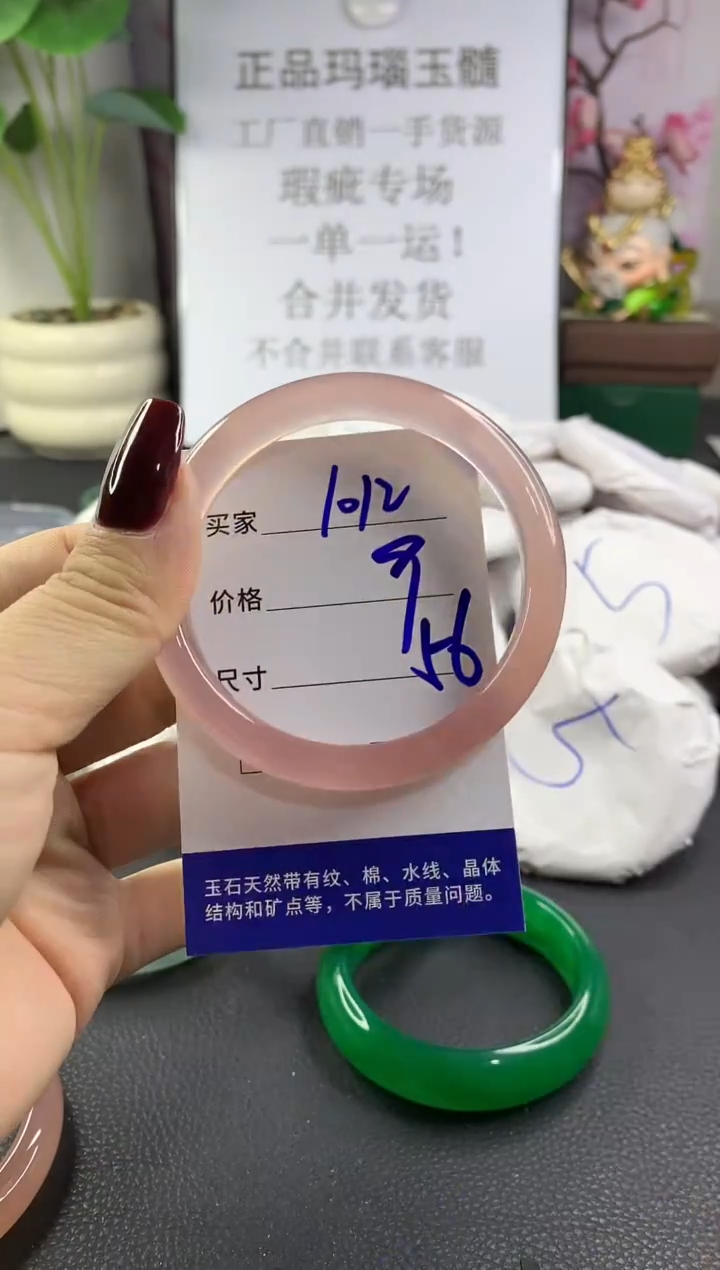 正品玛瑙玉髓
工厂直销一手货源
瑕疵专场
一单一运！
合并发货
不合并联系客服
买家 1012
价格
尺寸 56
玉石天然带有纹、棉、水线、晶体
结构和矿点等，不属于质量问题。
5
5